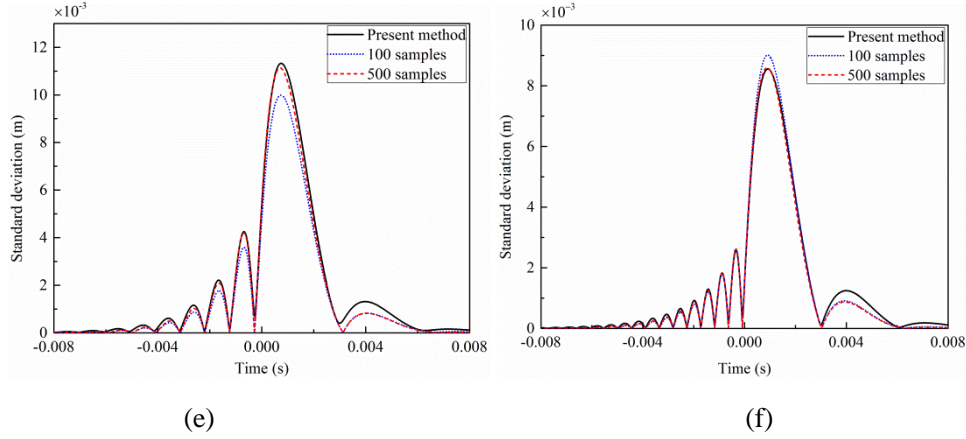 ×10⁻³
Standard deviation (m)
12
10
8
6
4
2
0
-0.008 -0.004 0.000 0.004 0.008
Time (s)
Present method
100 samples
500 samples
(e)
×10⁻³
Standard deviation (m)
10
8
6
4
2
0
-0.008 -0.004 0.000 0.004 0.008
Time (s)
Present method
100 samples
500 samples
(f)